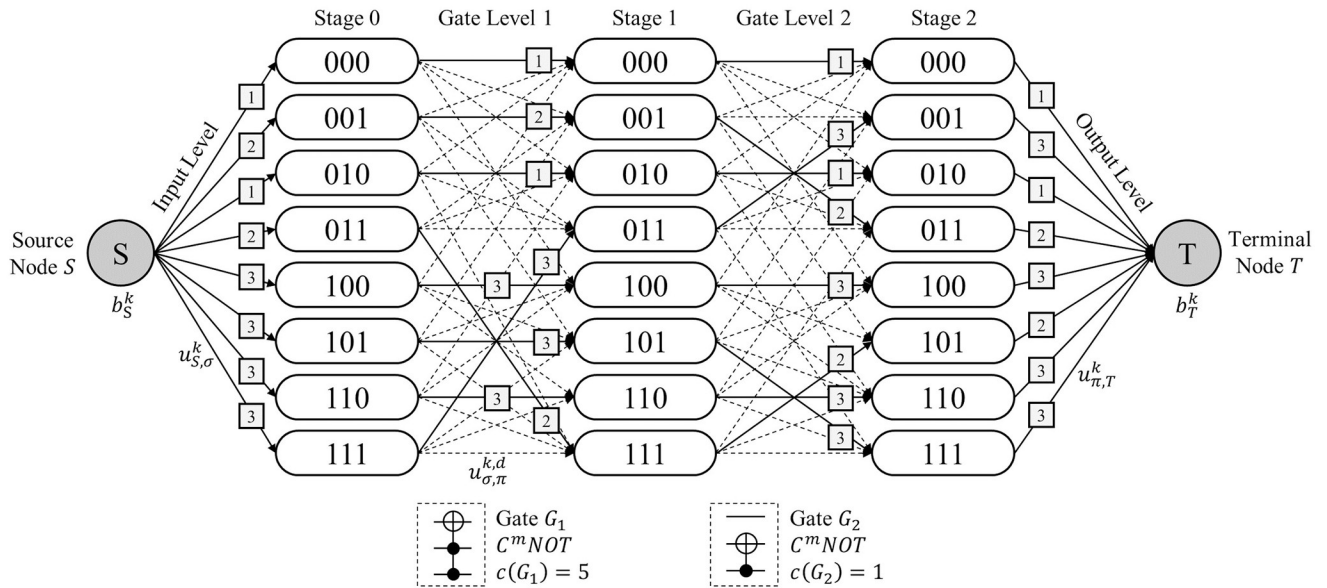 Stage 0 Gate Level 1 Stage 1 Gate Level 2 Stage 2
000 1 000 1 000
1 1
001 2 001 3 001
2 3
010 1 010 1 010
1 1
011 011 2 011
2 2
Input Level
Output Level
Source
Node S
S
b_S^k
T
Terminal
Node T
b_T^k
3 3
100 3 3 100 3 100
3 2
101 3 101 2 101
u_{S,σ}^k
3 3
110 3 110 3 110
u_{π,T}^k
3 2 3 3
111 111 111
u_{σ,π}^{k,d}
Gate G_1
C^mNOT
c(G_1) = 5
Gate G_2
C^mNOT
c(G_2) = 1